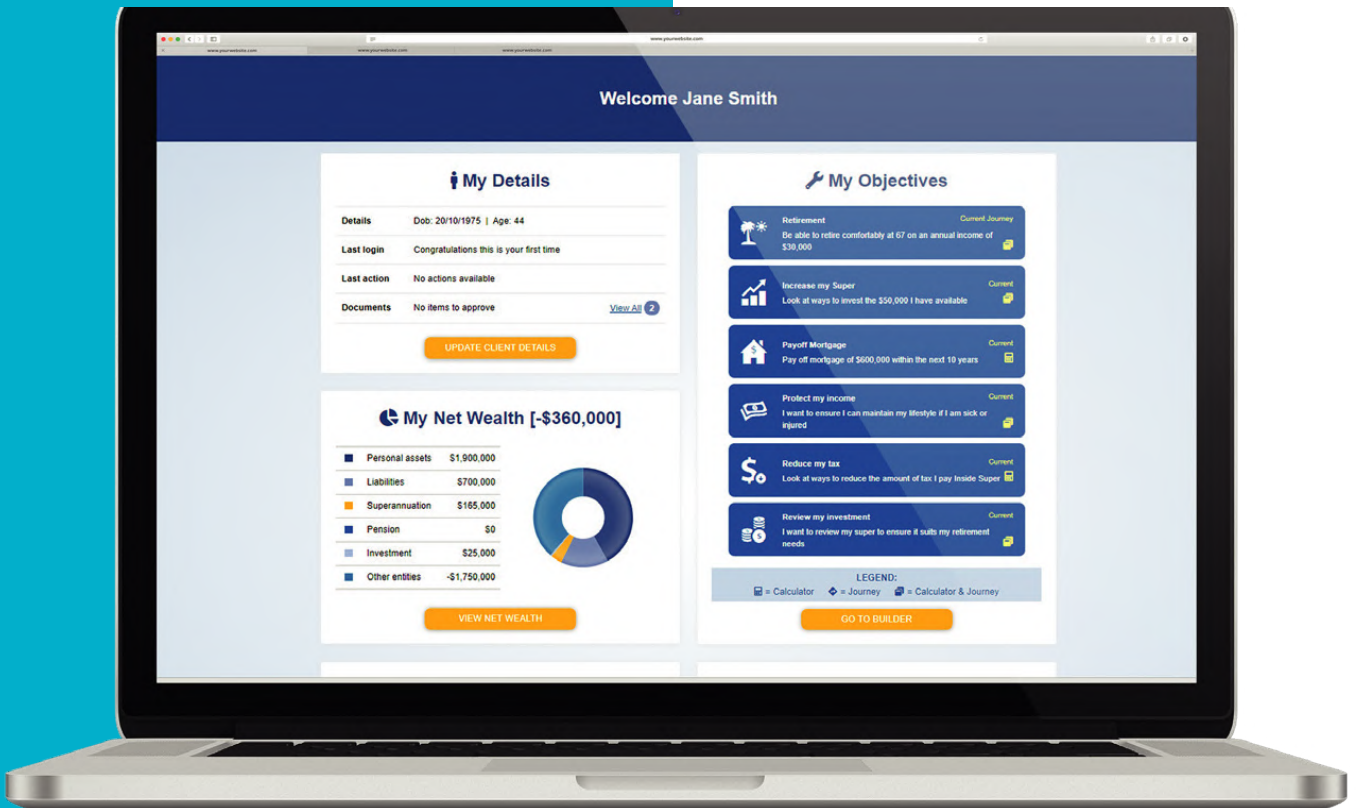 www.yourwebsite.com
www.yourwebsite.com
www.yourwebsite.com
www.yourwebsite.com
Welcome Jane Smith
My Details
Details Dob: 20/10/1975 | Age: 44
Last login Congratulations this is your first time
Last action No actions available
Documents No items to approve View All 2
UPDATE CLIENT DETAILS
My Net Wealth [-$360,000]
Personal assets $1,900,000
Liabilities $700,000
Superannuation $165,000
Pension $0
Investment $25,000
Other entities -$1,750,000
VIEW NET WEALTH
My Objectives
Retirement Current Journey
Be able to retire comfortably at 67 on an annual income of
$30,000
Increase my Super Current
Look at ways to invest the $50,000 I have available
Payoff Mortgage Current
Pay off mortgage of $600,000 within the next 10 years
Protect my income Current
I want to ensure I can maintain my lifestyle if I am sick or
injured
Reduce my tax Current
Look at ways to reduce the amount of tax I pay Inside Super
Review my investment Current
I want to review my super to ensure it suits my retirement
needs
LEGEND:
= Calculator = Journey = Calculator & Journey
GO TO BUILDER